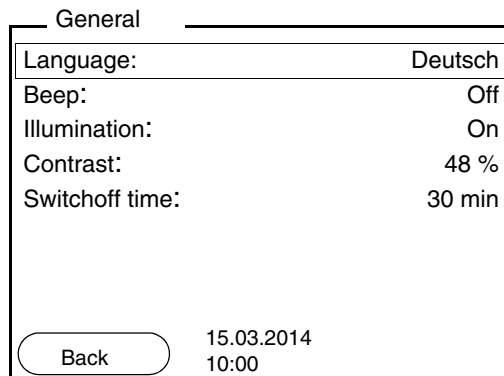 General
Language: Deutsch
Beep: Off
Illumination: On
Contrast: 48 %
Switchoff time: 30 min
Back
15.03.2014
10:00